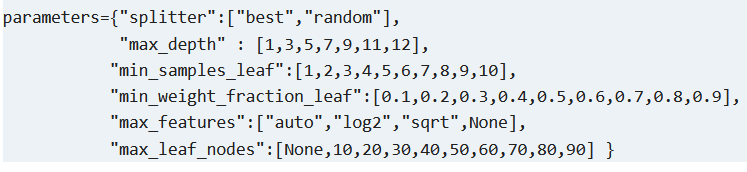 parameters={"splitter":["best","random"],
"max_depth" : [1,3,5,7,9,11,12],
"min_samples_leaf":[1,2,3,4,5,6,7,8,9,10],
"min_weight_fraction_leaf":[0.1,0.2,0.3,0.4,0.5,0.6,0.7,0.8,0.9],
"max_features":["auto","log2","sqrt",None],
"max_leaf_nodes":[None,10,20,30,40,50,60,70,80,90] }